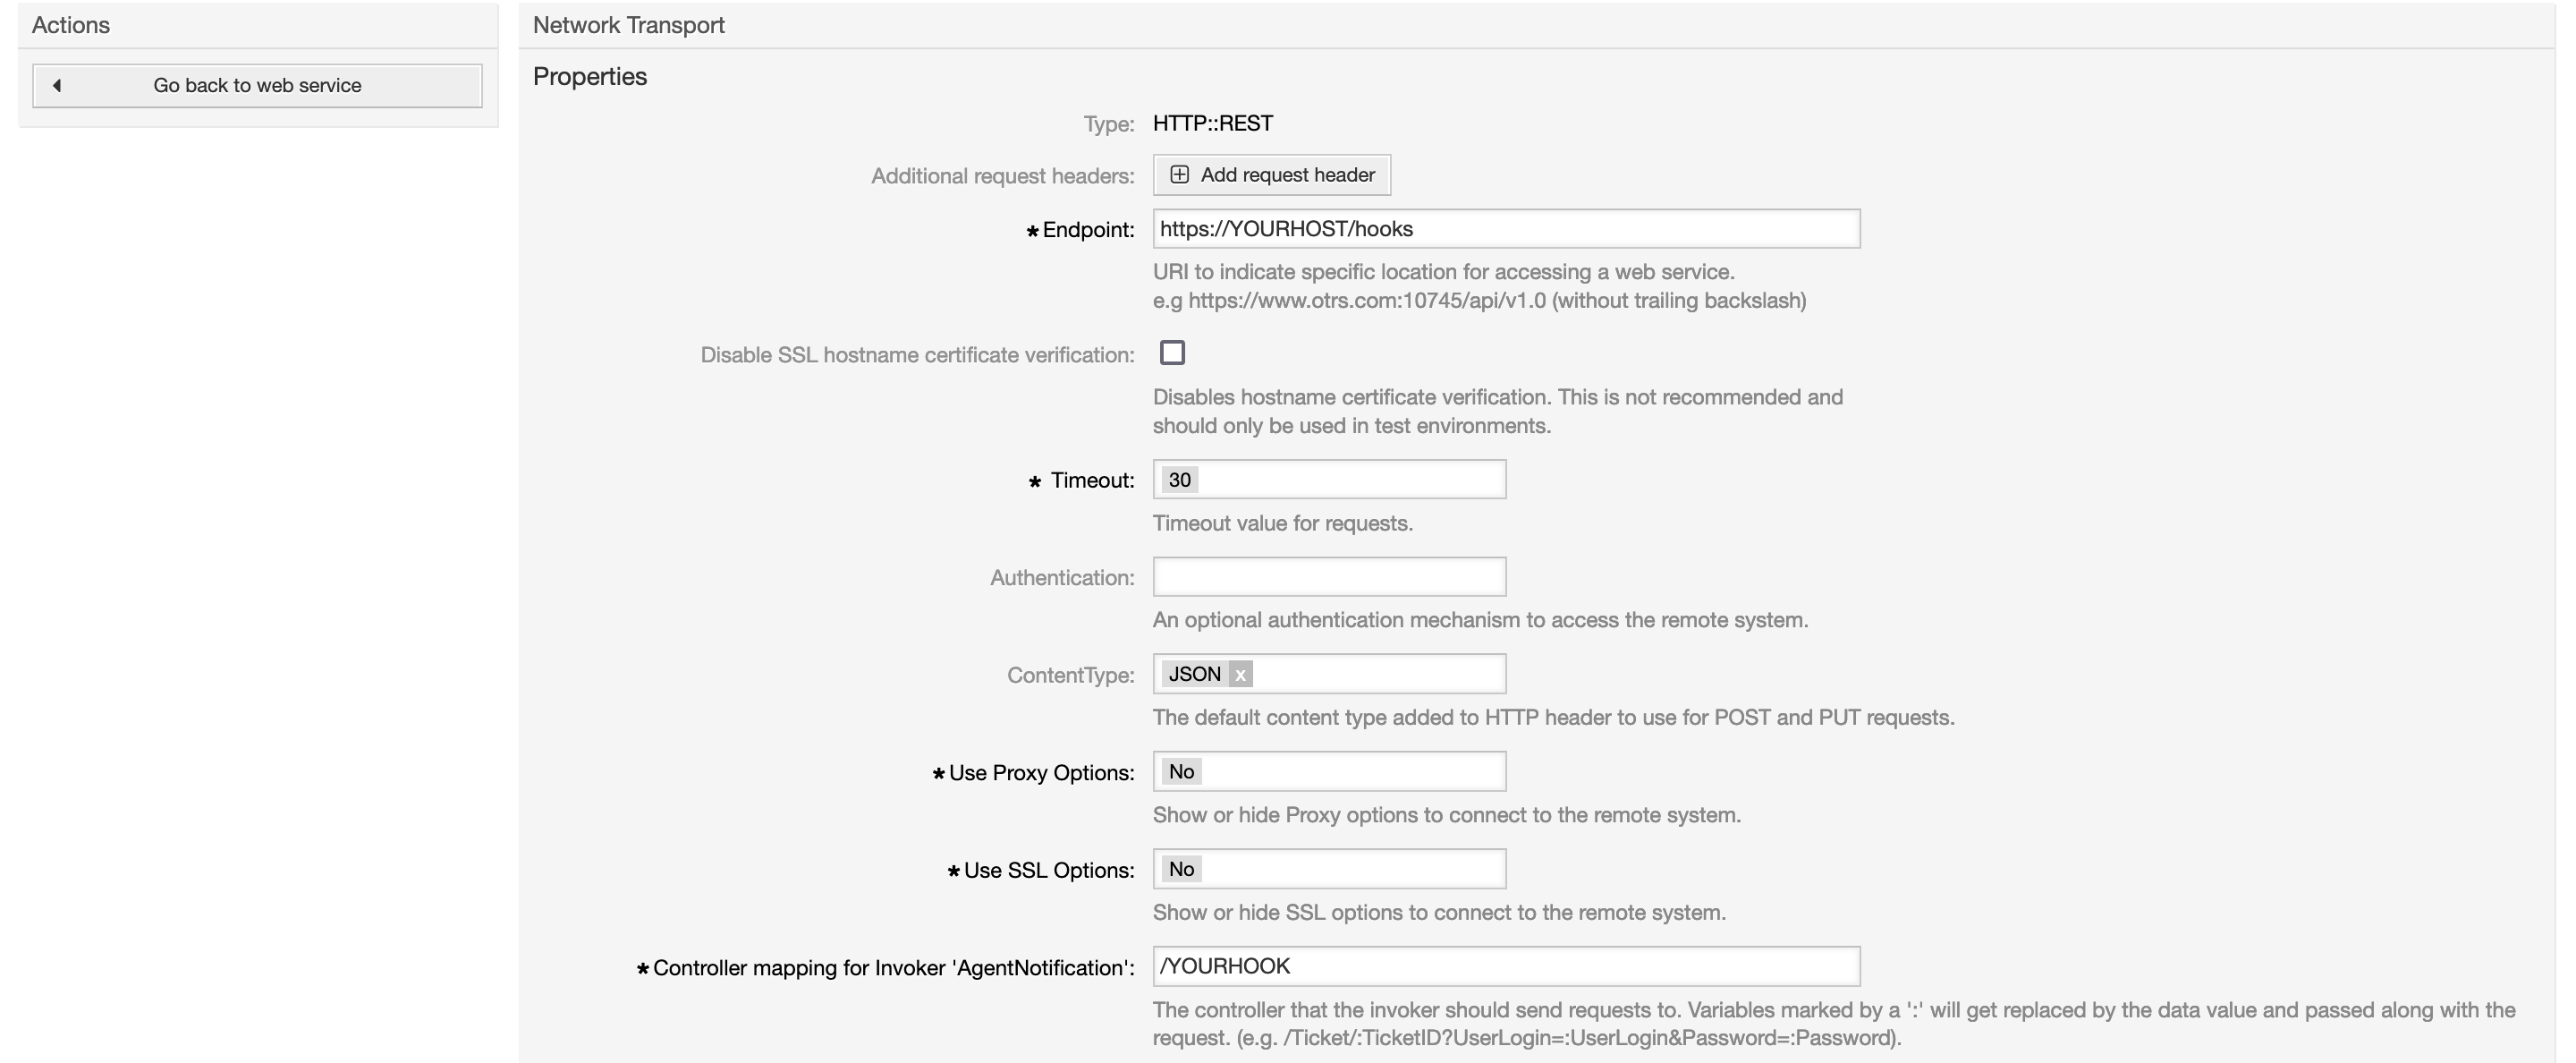 Actions
Go back to web service
Network Transport
Properties
Type: HTTP::REST
Additional request headers: Add request header
* Endpoint: https://YOURHOST/hooks
URI to indicate specific location for accessing a web service.
e.g https://www.otrs.com:10745/api/v1.0 (without trailing backslash)
Disable SSL hostname certificate verification:
Disables hostname certificate verification. This is not recommended and
should only be used in test environments.
* Timeout: 30
Timeout value for requests.
Authentication:
An optional authentication mechanism to access the remote system.
ContentType: JSON x
The default content type added to HTTP header to use for POST and PUT requests.
* Use Proxy Options: No
Show or hide Proxy options to connect to the remote system.
* Use SSL Options: No
Show or hide SSL options to connect to the remote system.
* Controller mapping for Invoker 'AgentNotification': /YOURHOOK
The controller that the invoker should send requests to. Variables marked by a ':' will get replaced by the data value and passed along with the
request. (e.g. /Ticket/:TicketID?UserLogin=:UserLogin&Password=:Password).